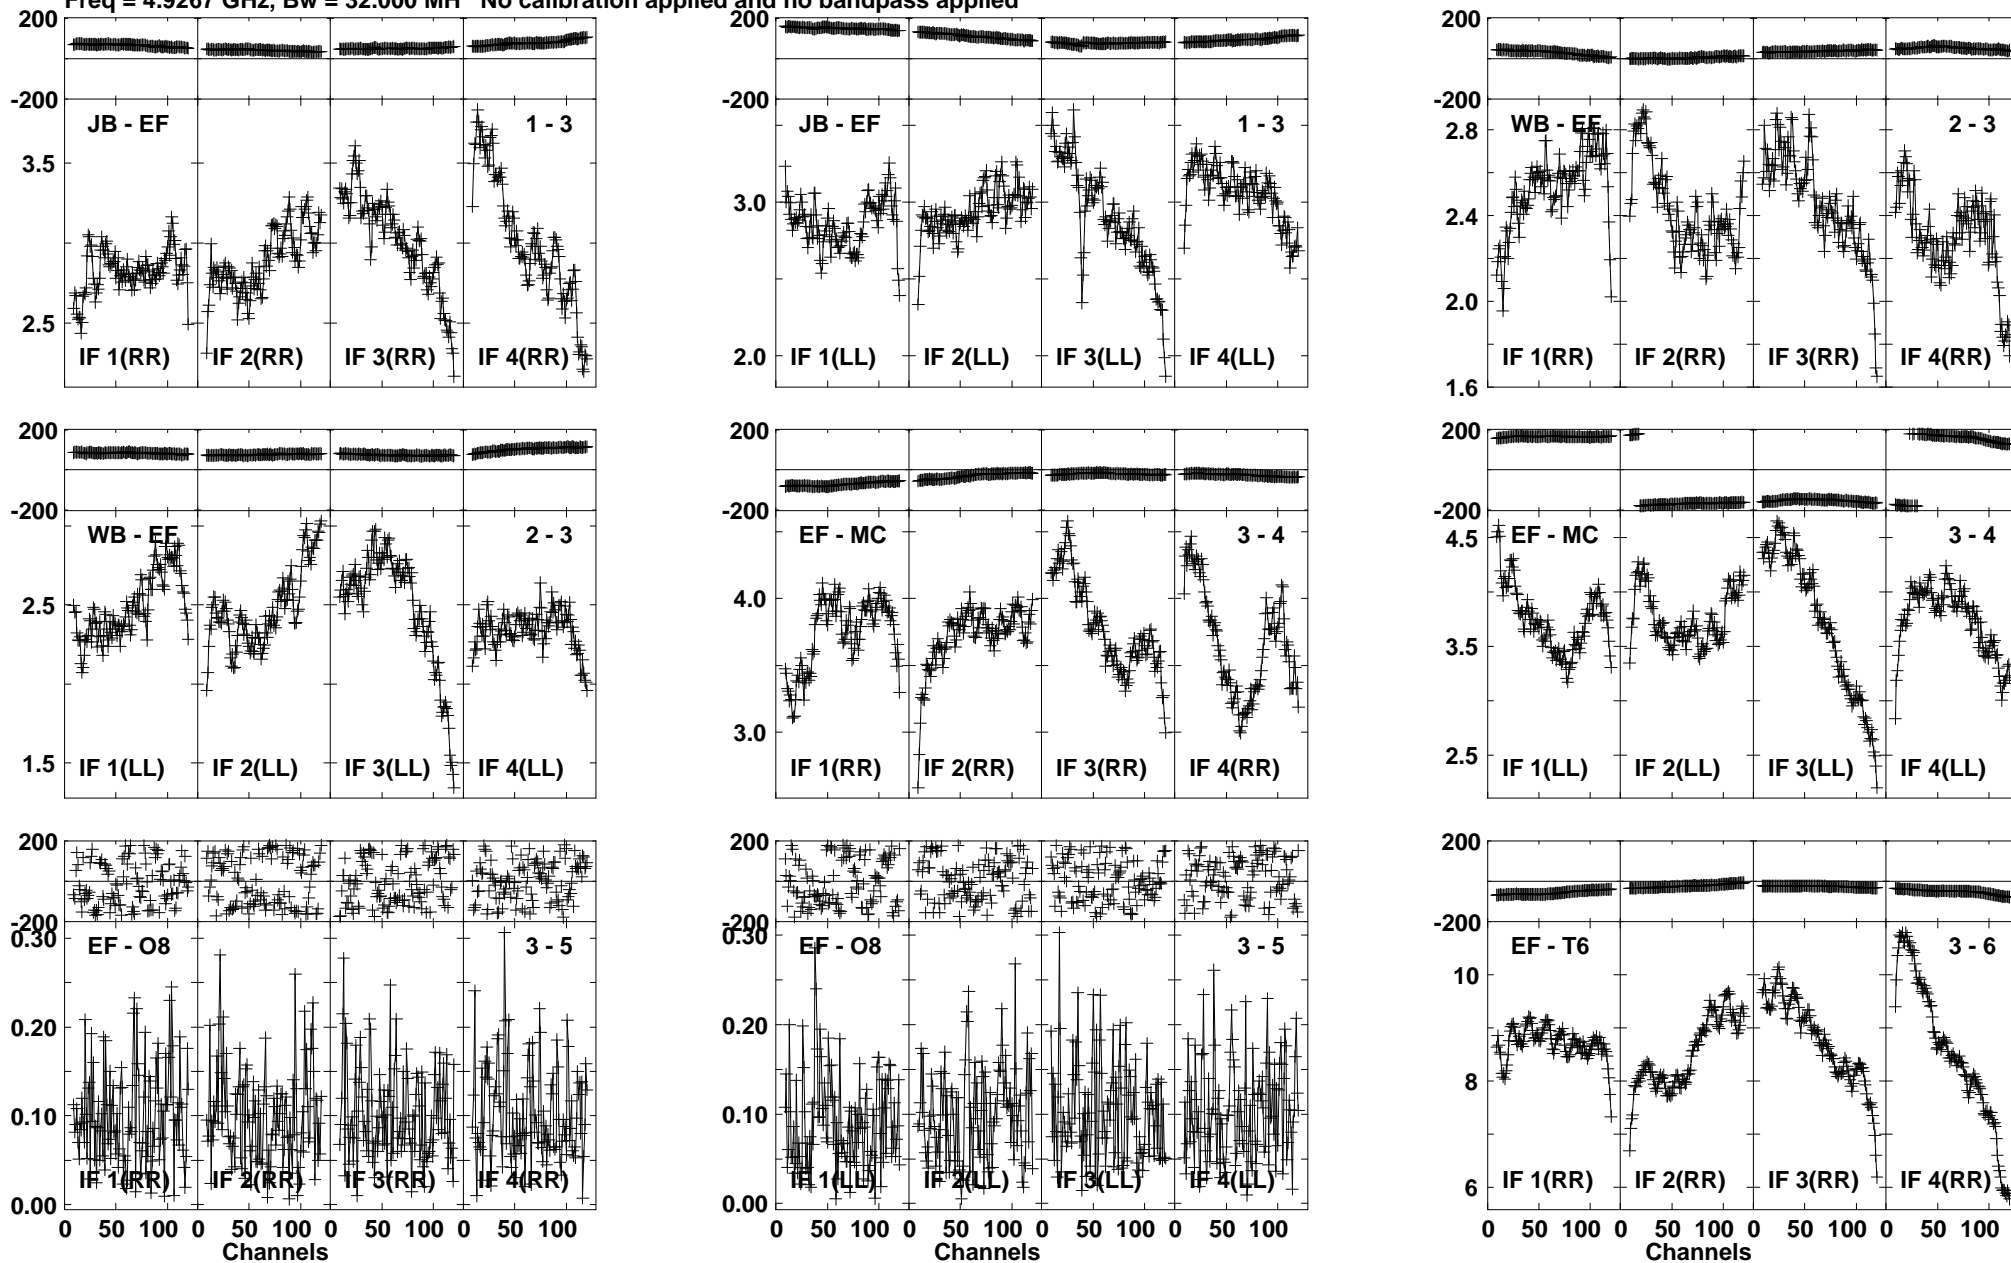 Freq = 4.9267 GHz, Bw = 32.000 MH No calibration applied and no bandpass applied
200 200 200
-200 -200 -200
JB - EF 1 - 3 JB - EF 1 - 3 WB - EF 2 - 3
3.5 2.5 3.0 2.0 2.8 2.4 2.0 1.6
IF 1(RR) IF 2(RR) IF 3(RR) IF 4(RR) IF 1(LL) IF 2(LL) IF 3(LL) IF 4(LL) IF 1(RR) IF 2(RR) IF 3(RR) IF 4(RR)
200 200 200
-200 -200 -200
WB - EF 2 - 3 EF - MC 3 - 4 EF - MC 3 - 4
2.5 1.5 4.0 3.0 4.5 3.5 2.5
IF 1(LL) IF 2(LL) IF 3(LL) IF 4(LL) IF 1(RR) IF 2(RR) IF 3(RR) IF 4(RR) IF 1(LL) IF 2(LL) IF 3(LL) IF 4(LL)
200 200 200
-200 -200 -200
EF - O8 3 - 5 EF - O8 3 - 5 EF - T6 3 - 6
0.30 0.20 0.10 0.00 0.30 0.20 0.10 0.00 10 8 6
IF 1(RR) IF 2(RR) IF 3(RR) IF 4(RR) IF 1(LL) IF 2(LL) IF 3(LL) IF 4(LL) IF 1(RR) IF 2(RR) IF 3(RR) IF 4(RR)
0 50 100 0 50 100 0 50 100 0 50 100 0 50 100 0 50 100 0 50 100 0 50 100 0 50 100 0 50 100 0 50 100 0 50 100
Channels Channels Channels